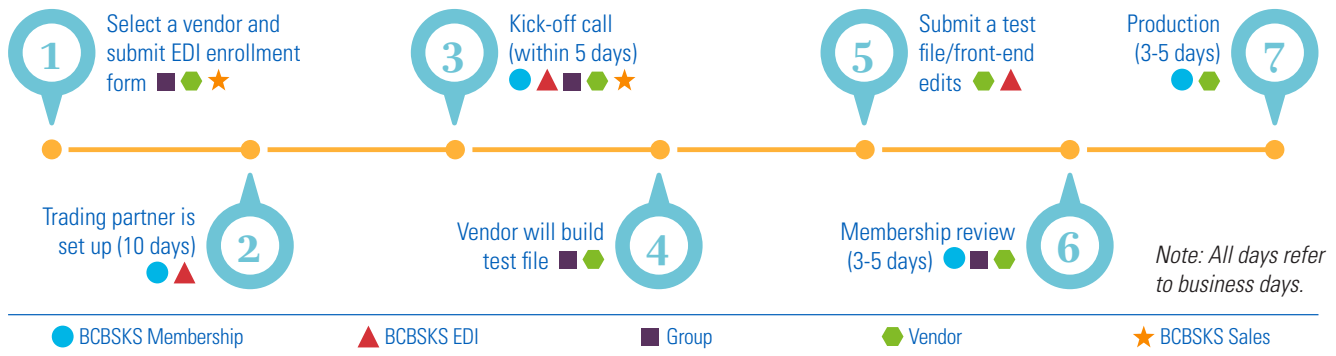 1
Select a vendor and
submit EDI enrollment
form
3
Kick-off call
(within 5 days)
5
Submit a test
file/front-end
edits
Production
(3-5 days)
7
Trading partner is
set up (10 days)
2
Vendor will build
test file
4
Membership review
(3-5 days)
6
Note: All days refer
to business days.
BCBSKS Membership
BCBSKS EDI
Group
Vendor
BCBSKS Sales